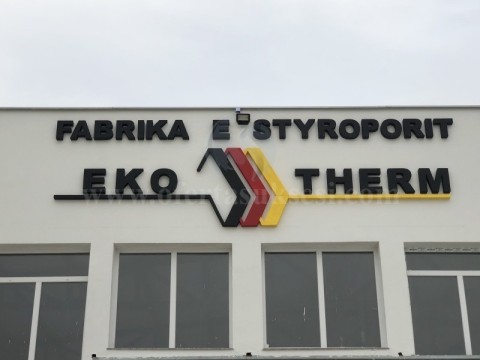 FABRIKA E STYROPORIT
EKO THERM